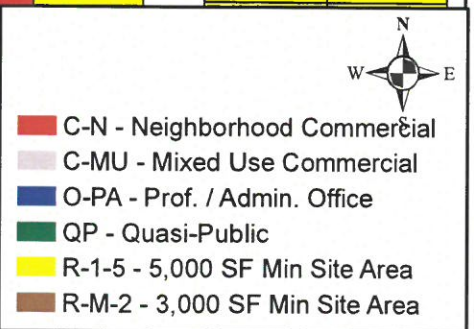 N
W E
S
C-N - Neighborhood Commercial
C-MU - Mixed Use Commercial
O-PA - Prof. / Admin. Office
QP - Quasi-Public
R-1-5 - 5,000 SF Min Site Area
R-M-2 - 3,000 SF Min Site Area